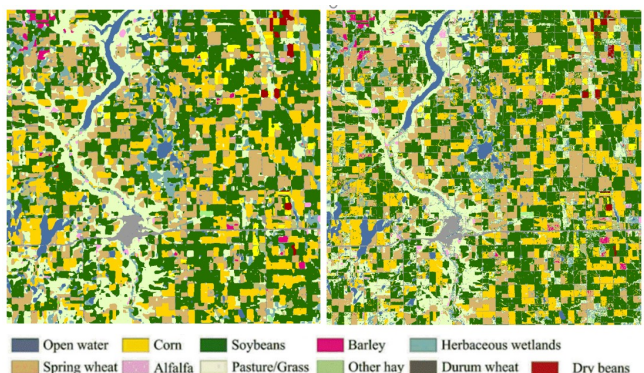 Open water Corn Soybeans Barley Herbaceous wetlands
Spring wheat Alfalfa Pasture/Grass Other hay Durum wheat Dry beans